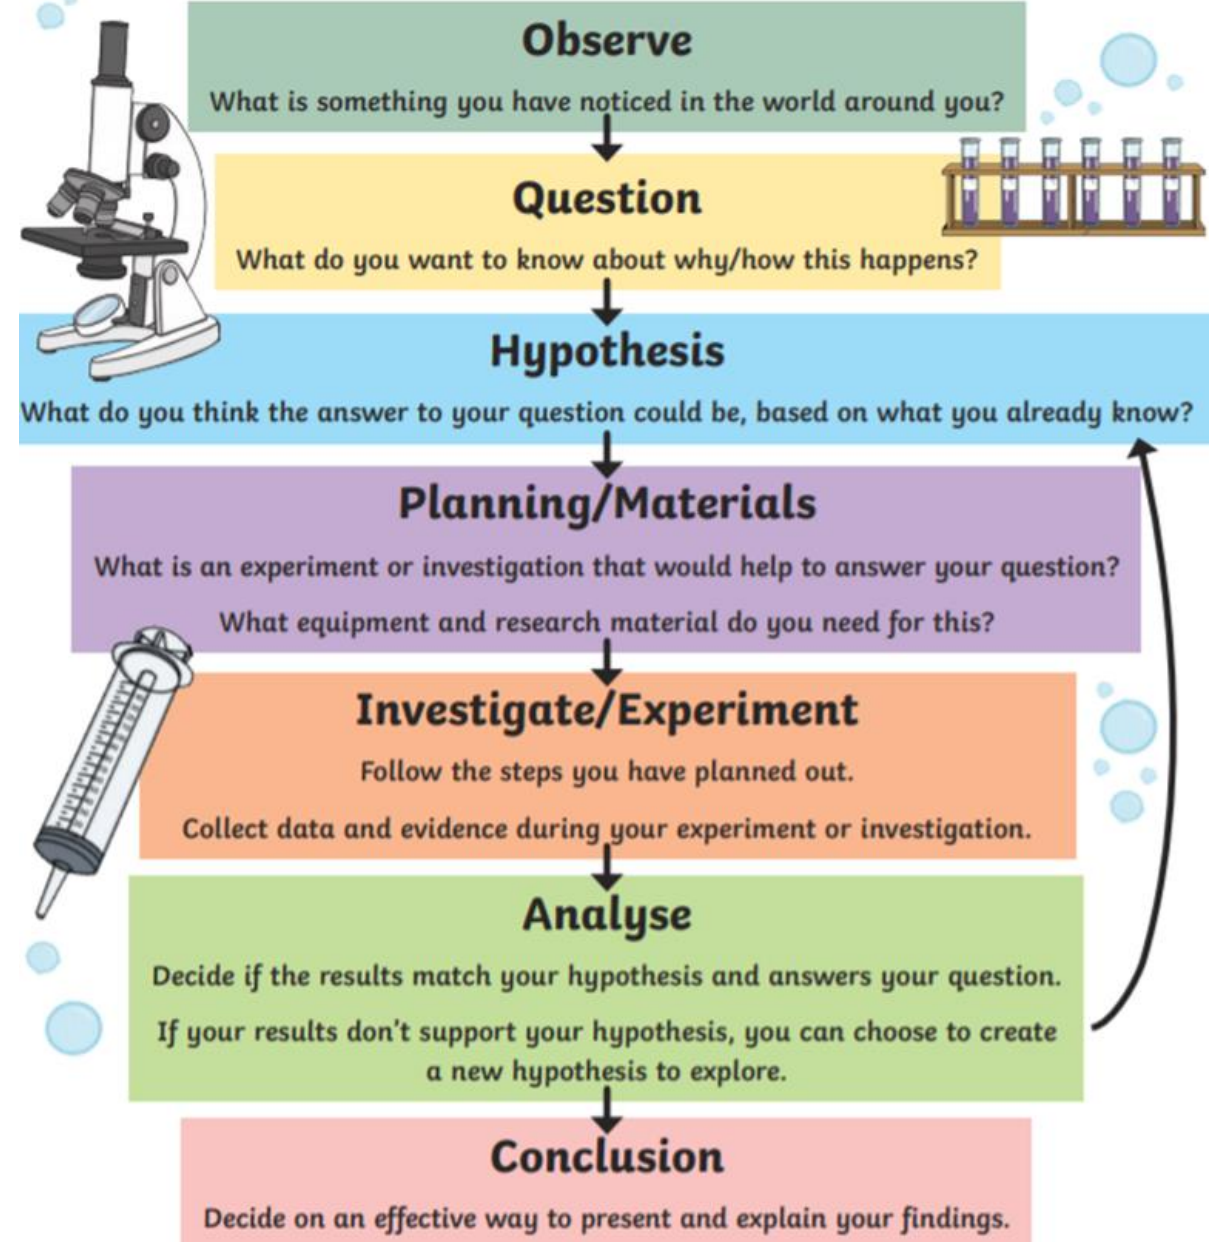 Observe
What is something you have noticed in the world around you?
Question
What do you want to know about why/how this happens?
Hypothesis
What do you think the answer to your question could be, based on what you already know?
Planning/Materials
What is an experiment or investigation that would help to answer your question?
What equipment and research material do you need for this?
Investigate/Experiment
Follow the steps you have planned out.
Collect data and evidence during your experiment or investigation.
Analyse
Decide if the results match your hypothesis and answers your question.
If your results don't support your hypothesis, you can choose to create
a new hypothesis to explore.
Conclusion
Decide on an effective way to present and explain your findings.